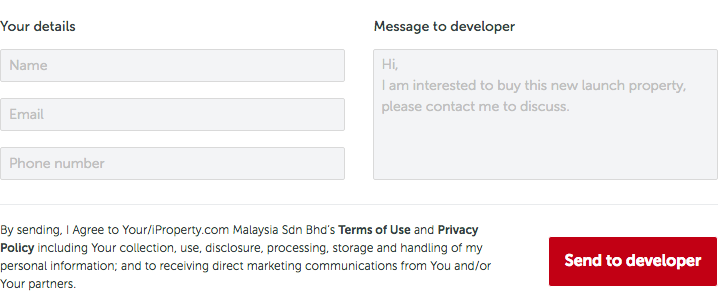 Your details
Name
Email
Phone number
Message to developer
Hi,
I am interested to buy this new launch property,
please contact me to discuss.
By sending, I Agree to Your/iProperty.com Malaysia Sdn Bhd's Terms of Use and Privacy
Policy including Your collection, use, disclosure, processing, storage and handling of my
personal information; and to receiving direct marketing communications from You and/or
Your partners.
Send to developer